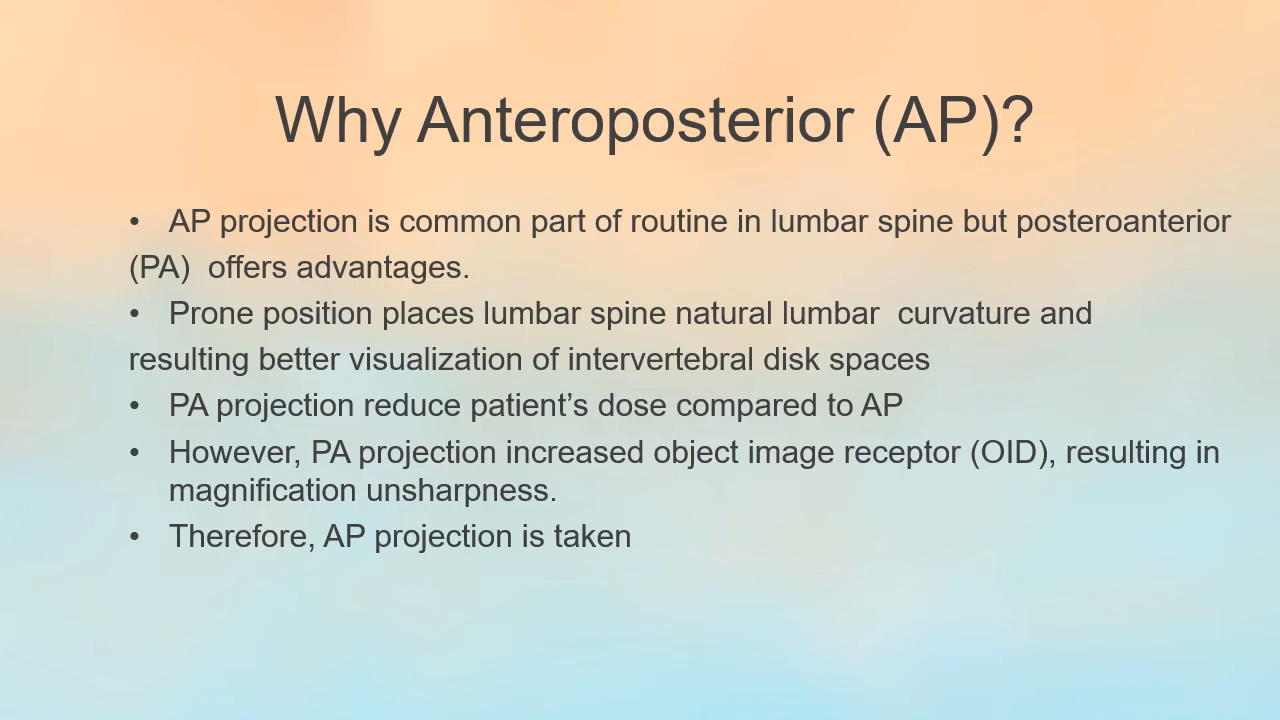 Why Anteroposterior (AP)?
• AP projection is common part of routine in lumbar spine but posteroanterior
(PA)  offers advantages.
• Prone position places lumbar spine natural lumbar  curvature and
resulting better visualization of intervertebral disk spaces
• PA projection reduce patient’s dose compared to AP
• However, PA projection increased object image receptor (OID), resulting in
magnification unsharpness.
• Therefore, AP projection is taken